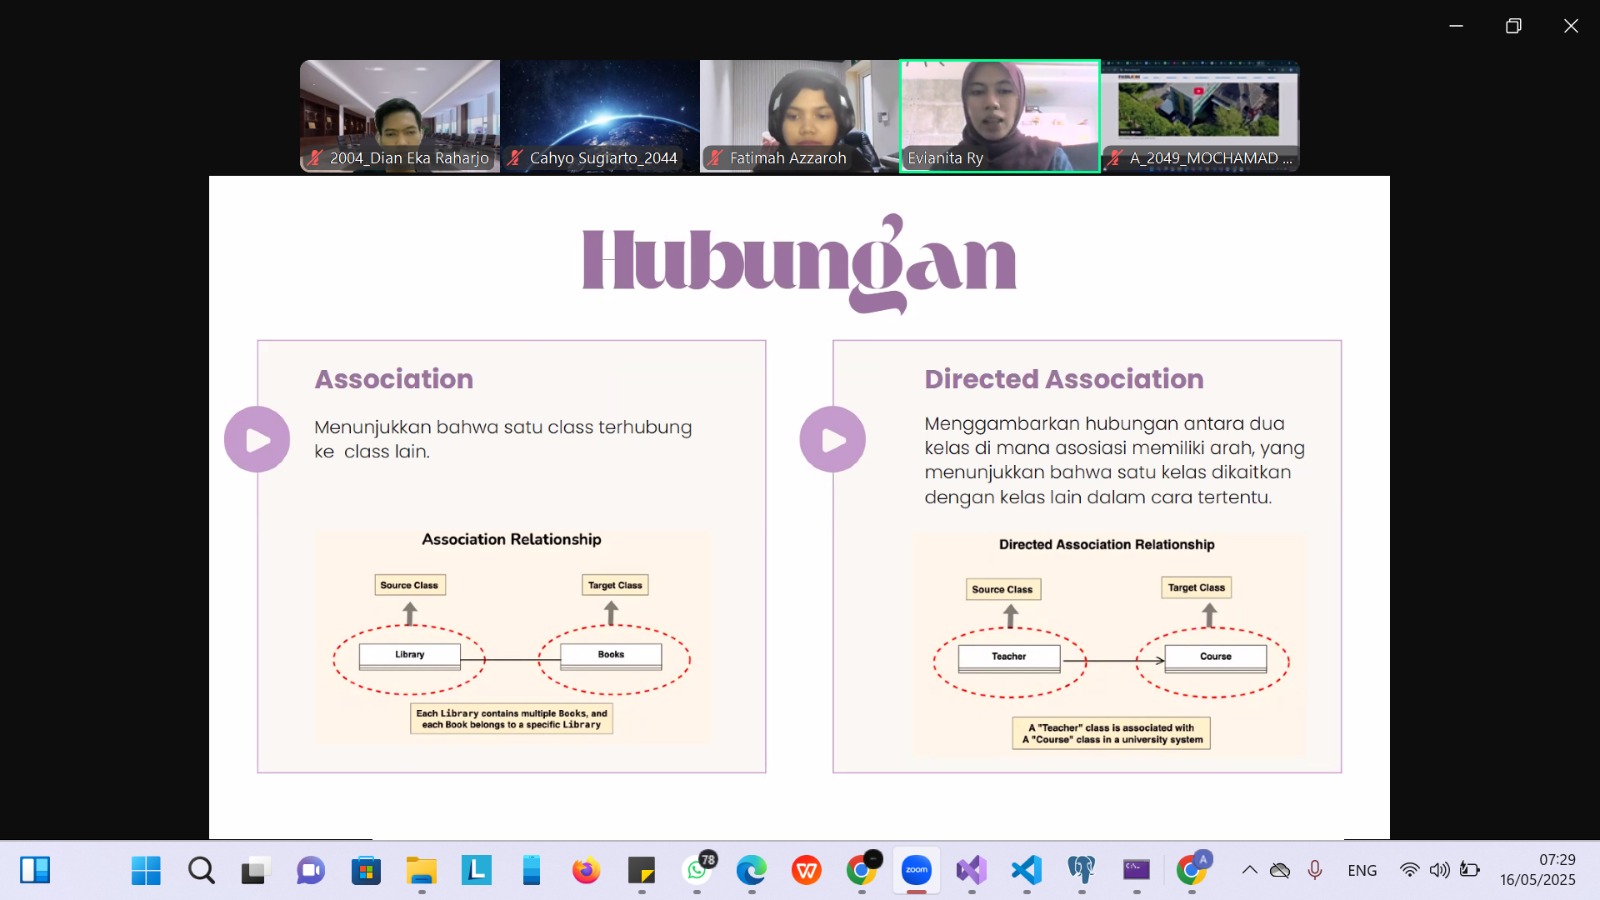 2004_Dian Eka Raharjo
Cahyo Sugiarto_2044
Fatimah Azzaroh
Evianita Ry
A_2049_MOCHAMAD ...
Hubungan
Association
Menunjukkan bahwa satu class terhubung
ke class lain.
Association Relationship
Source Class
Target Class
Library
Books
Each Library contains multiple Books, and
each Book belongs to a specific Library
Directed Association
Menggambarkan hubungan antara dua
kelas di mana asosiasi memiliki arah, yang
menunjukkan bahwa satu kelas dikaitkan
dengan kelas lain dalam cara tertentu.
Directed Association Relationship
Source Class
Target Class
Teacher
Course
A "Teacher" class is associated with
A "Course" class in a university system
L
78
W
zoom
A
ENG
07:29
16/05/2025